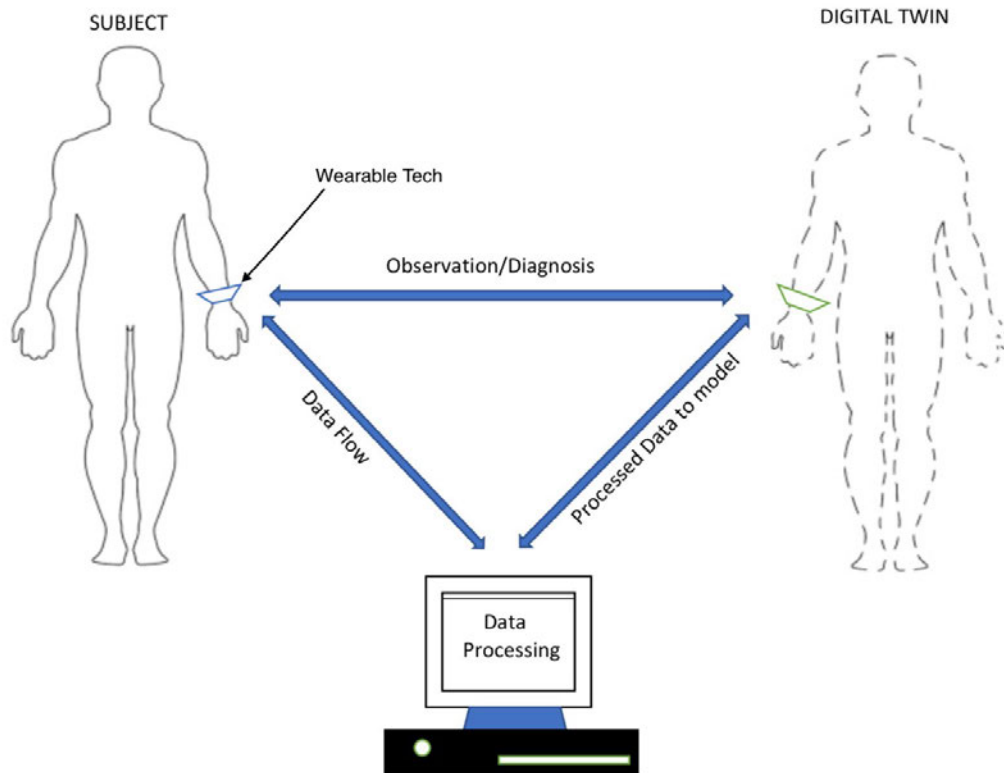 SUBJECT
DIGITAL TWIN
Wearable Tech
Observation/Diagnosis
Data Flow
Processed Data to model
Data
Processing